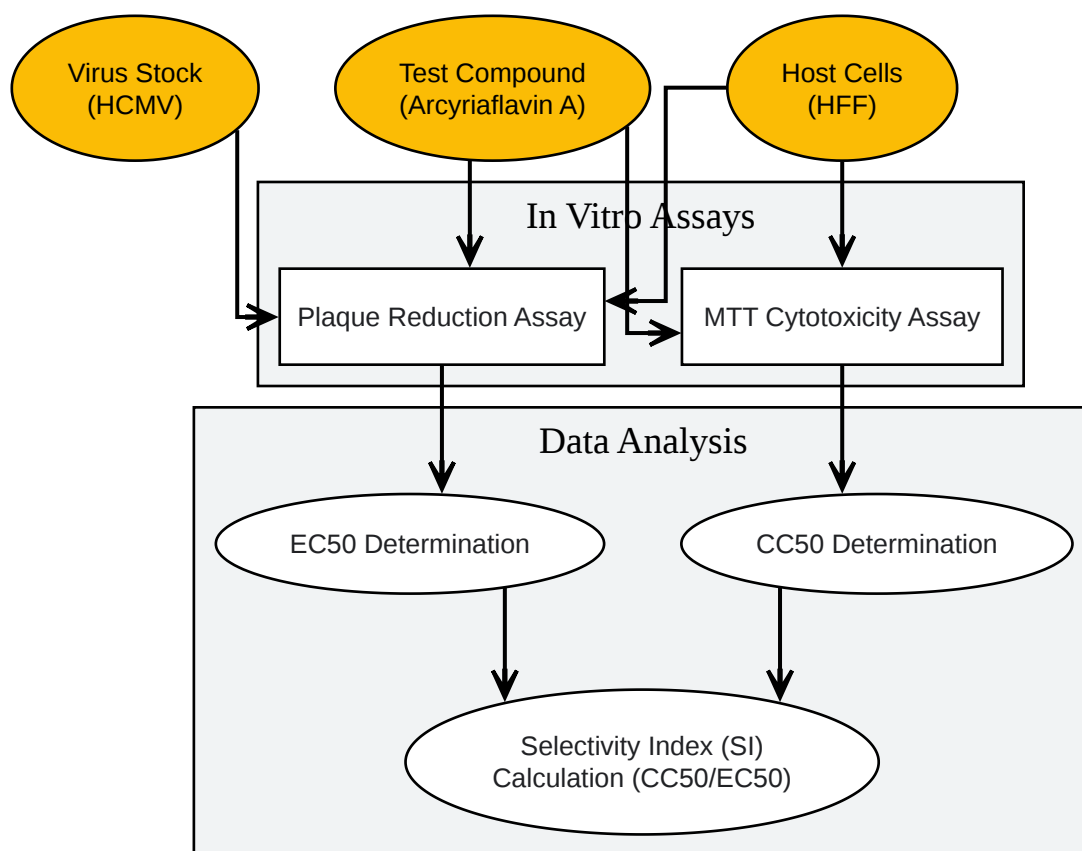 Virus Stock
(HCMV)
Test Compound
(Arcyriaflavin A)
Host Cells
(HFF)
In Vitro Assays
Plaque Reduction Assay
MTT Cytotoxicity Assay
Data Analysis
EC50 Determination
CC50 Determination
Selectivity Index (SI)
Calculation (CC50/EC50)